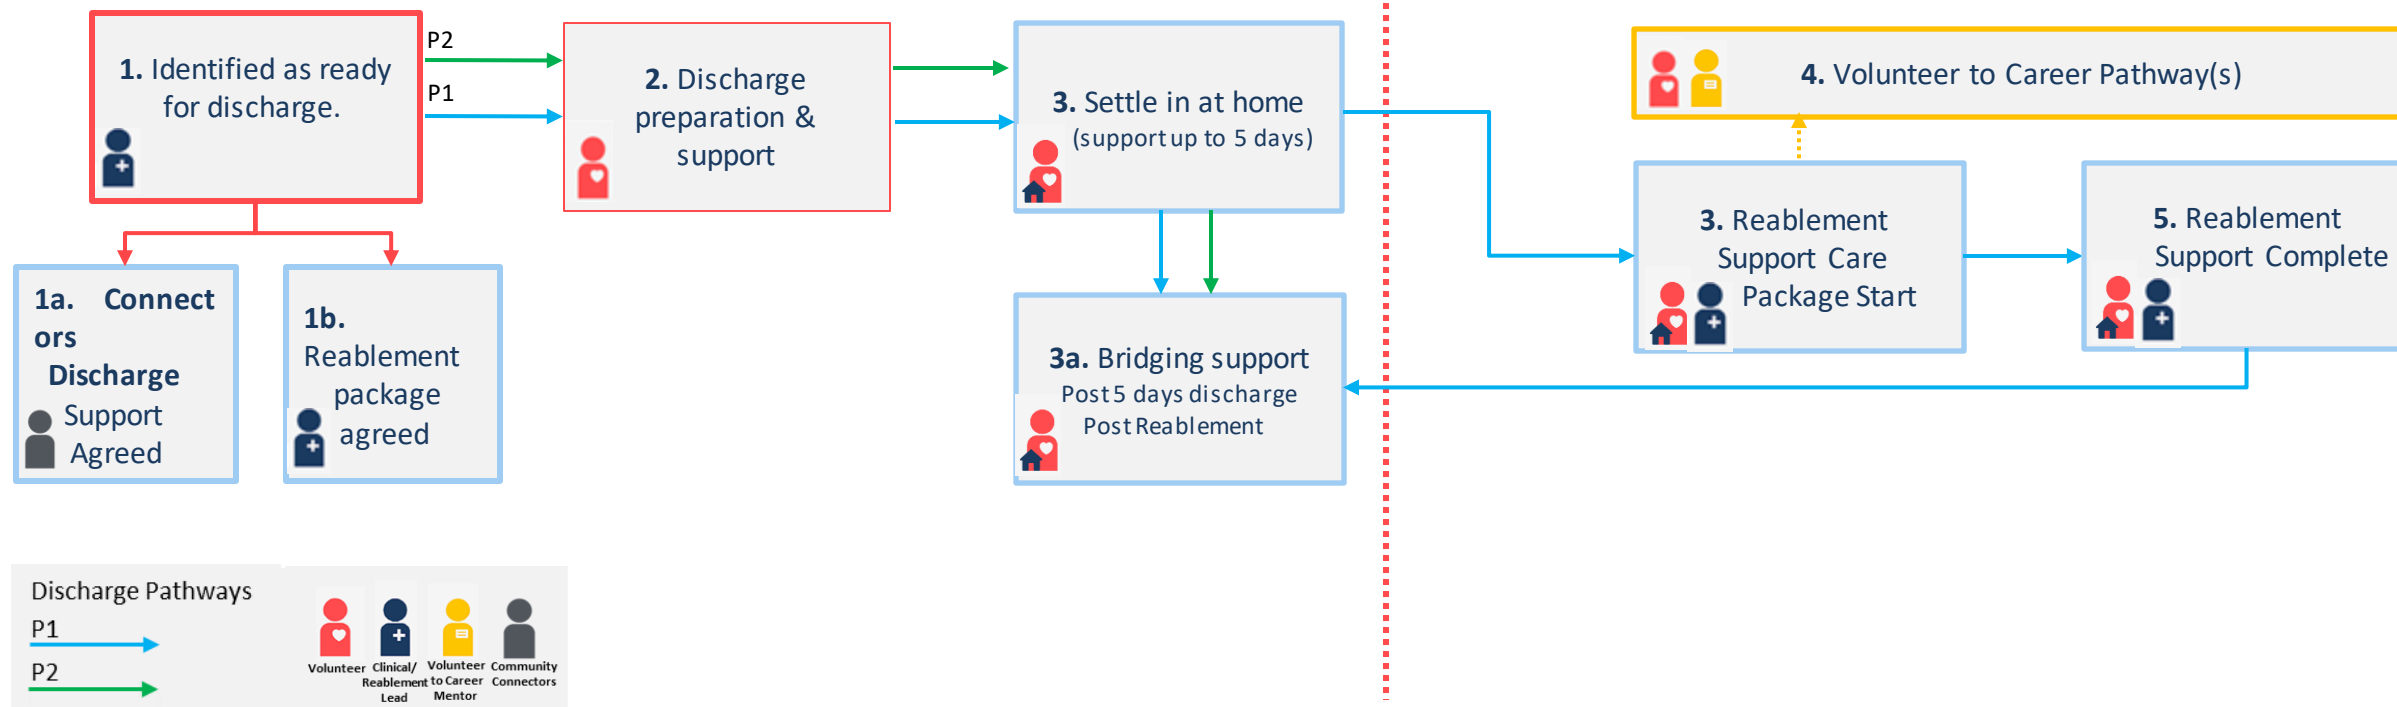 1. Identified as ready
for discharge.
P2
P1
2. Discharge
preparation &
support
3. Settle in at home
(support up to 5 days)
4. Volunteer to Career Pathway(s)
3. Reablement
Support Care
Package Start
5. Reablement
Support Complete
1a. Connect
ors
Discharge
Support
Agreed
1b.
Reablement
package
agreed
3a. Bridging support
Post 5 days discharge
Post Reablement
Discharge Pathways
P1
P2
Volunteer
Clinical/
Reablement
Lead
Volunteer
to Career
Mentor
Community
Connectors